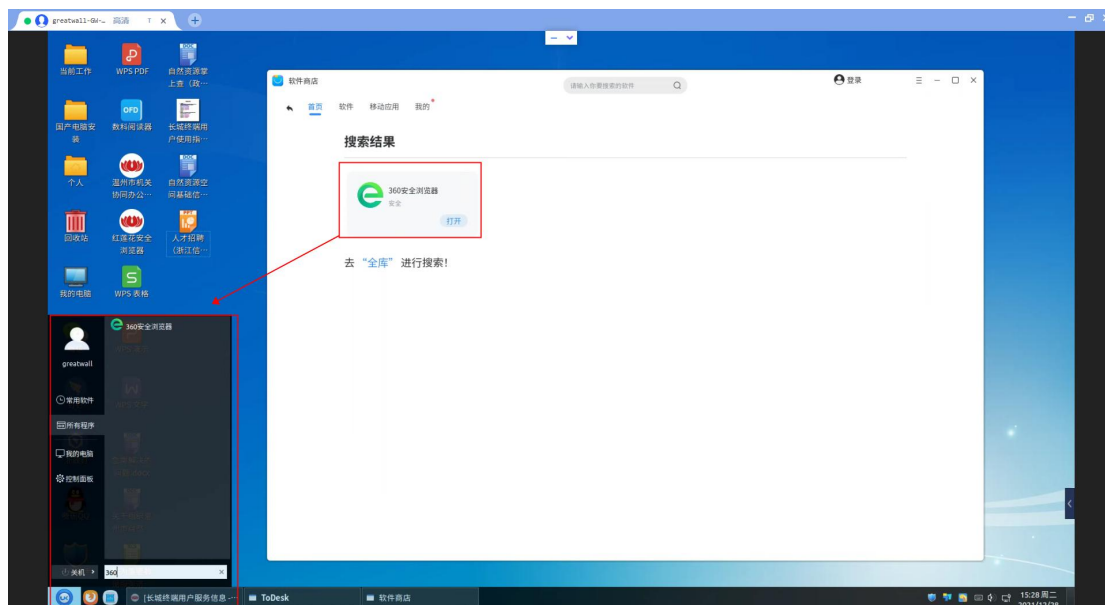 greatwall-GW-… 高清
当前工作
WPS PDF
自然资源掌
上查（政…
国产电脑安
装
数科阅读器
长城终端用
户使用指…
个人
温州市机关
协同办公…
自然资源空
间基础信…
回收站
红莲花安全
浏览器
人才招聘
（浙江信…
我的电脑
WPS 表格
软件商店
请输入你要搜索的软件
登录
首页 软件 移动应用 我的
搜索结果
360安全浏览器
安全
打开
去 “全库” 进行搜索!
360安全浏览器
greatwall
常用软件
所有程序
我的电脑
控制面板
关机
360
[长城终端用户服务信息-…
ToDesk
软件商店
15:28 周二
2021/12/28